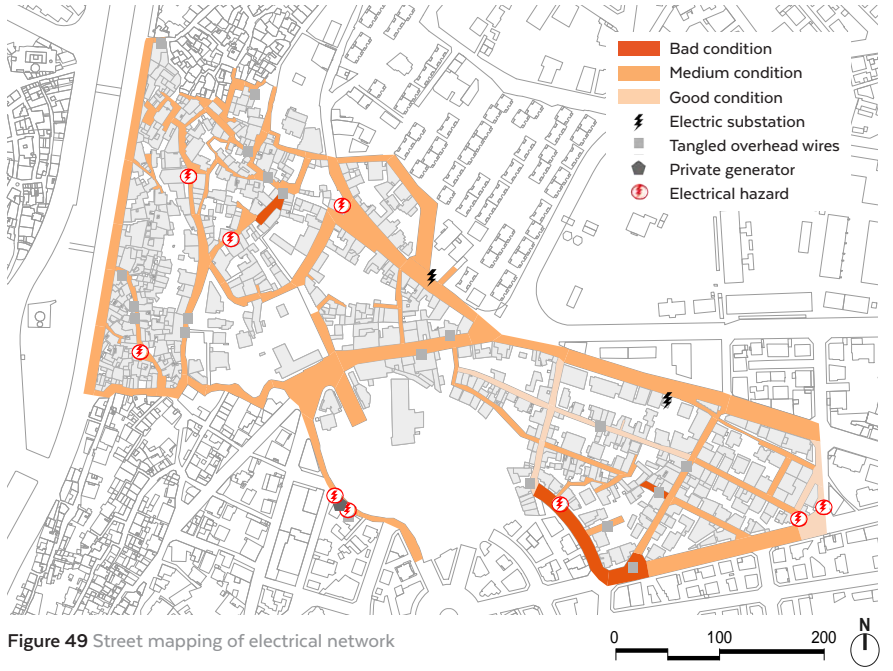 Bad condition
Medium condition
Good condition
Electric substation
Tangled overhead wires
Private generator
Electrical hazard
Figure 49 Street mapping of electrical network
0 100 200
N